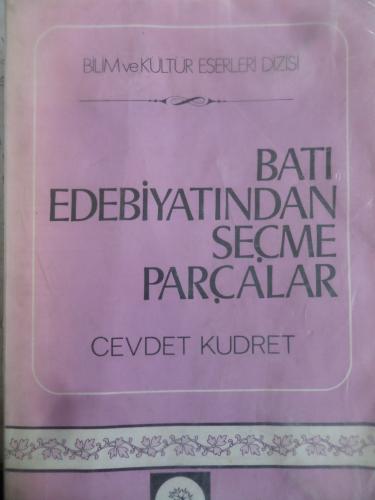 BİLİM ve KÜLTÜR ESERLERİ DİZİSİ
BATI
EDEBİYATINDAN
SEÇME
PARÇALAR
CEVDET KUDRET